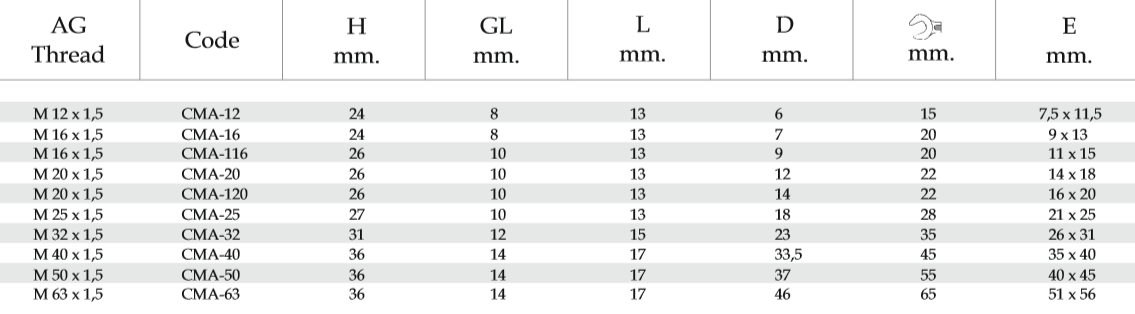 AG Thread Code H mm. GL mm. L mm. D mm. mm. E mm.
M 12 x 1,5 CMA-12 24 8 13 6 15 7,5 x 11,5
M 16 x 1,5 CMA-16 24 8 13 7 20 9 x 13
M 16 x 1,5 CMA-116 26 10 13 9 20 11 x 15
M 20 x 1,5 CMA-20 26 10 13 12 22 14 x 18
M 20 x 1,5 CMA-120 26 10 13 14 22 16 x 20
M 25 x 1,5 CMA-25 27 10 13 18 28 21 x 25
M 32 x 1,5 CMA-32 31 12 15 23 35 26 x 31
M 40 x 1,5 CMA-40 36 14 17 33,5 45 35 x 40
M 50 x 1,5 CMA-50 36 14 17 37 55 40 x 45
M 63 x 1,5 CMA-63 36 14 17 46 65 51 x 56